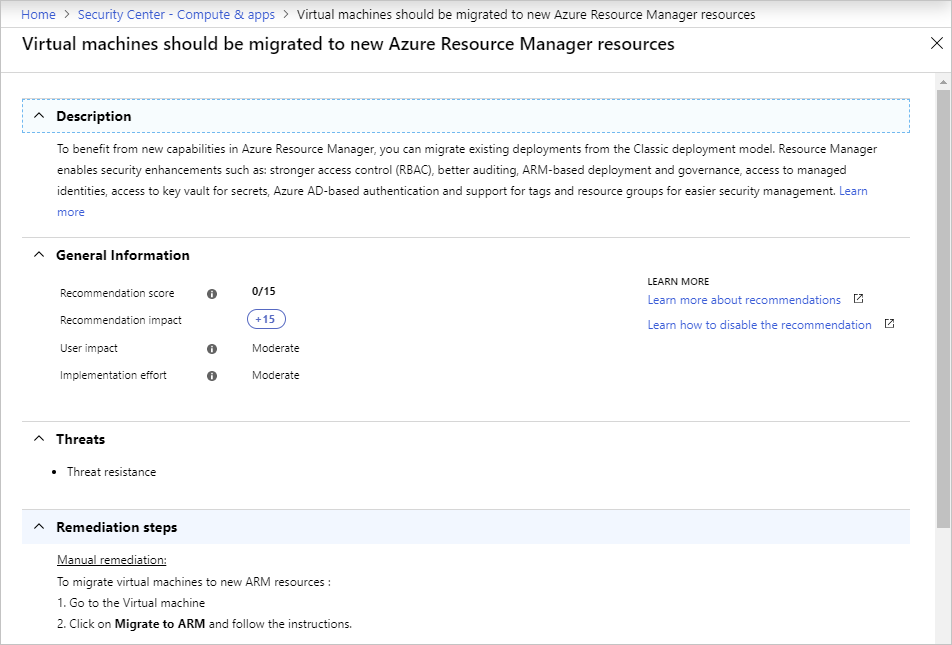 Home > Security Center - Compute & apps > Virtual machines should be migrated to new Azure Resource Manager resources
Virtual machines should be migrated to new Azure Resource Manager resources
Description
To benefit from new capabilities in Azure Resource Manager, you can migrate existing deployments from the Classic deployment model. Resource Manager
enables security enhancements such as: stronger access control (RBAC), better auditing, ARM-based deployment and governance, access to managed
identities, access to key vault for secrets, Azure AD-based authentication and support for tags and resource groups for easier security management. Learn
more
General Information
Recommendation score 0/15
Recommendation impact +15
User impact Moderate
Implementation effort Moderate
LEARN MORE
Learn more about recommendations
Learn how to disable the recommendation
Threats
• Threat resistance
Remediation steps
Manual remediation:
To migrate virtual machines to new ARM resources :
1. Go to the Virtual machine
2. Click on Migrate to ARM and follow the instructions.